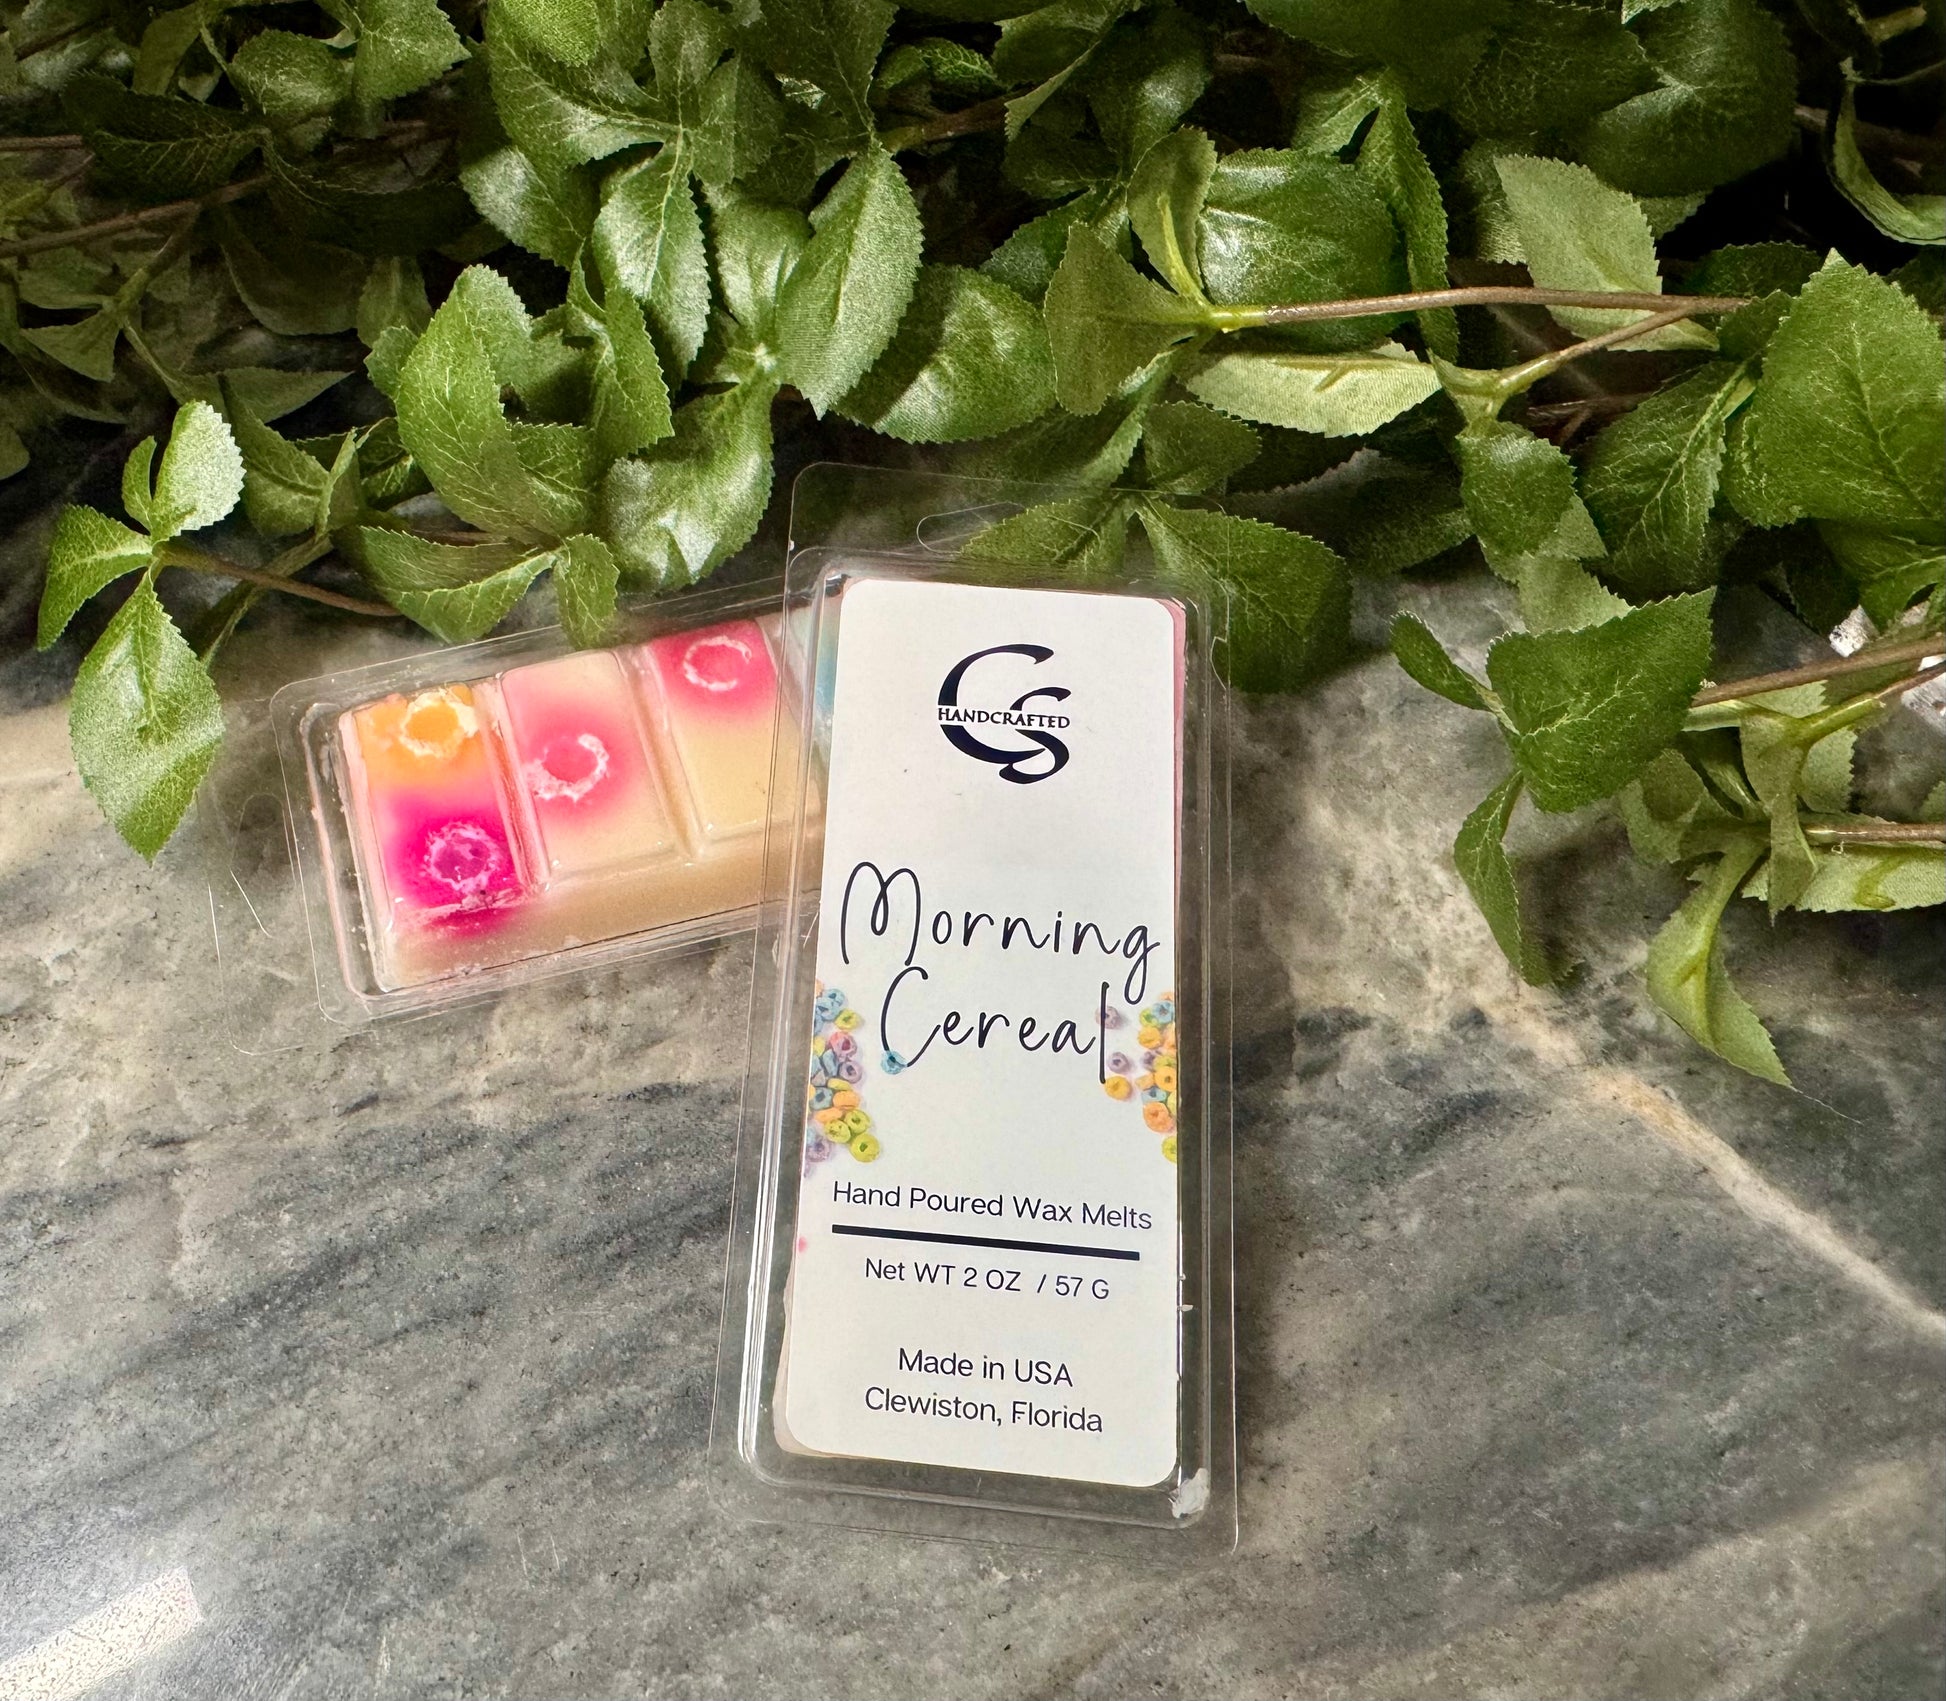 CS
HANDCRAFTED
Morning
Cereal
Hand Poured Wax Melts
Net WT 2 OZ / 57 G
Made in USA
Clewiston, Florida